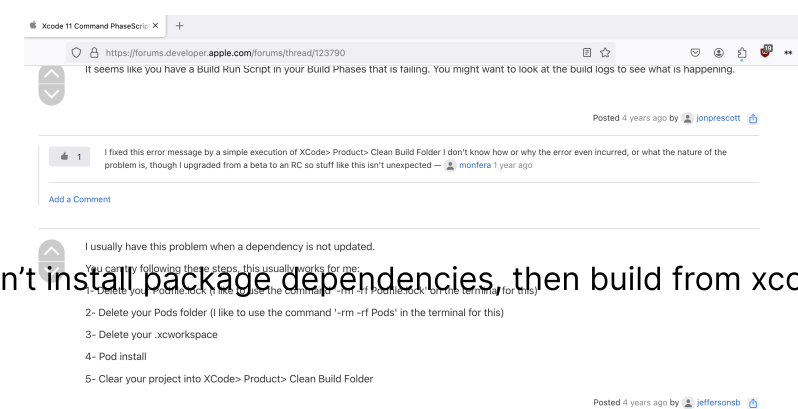 Xcode 11 Command PhaseScript
https://forums.developer.apple.com/forums/thread/123790
19
It seems like you have a Build Run Script in your Build Phases that is failing. You might want to look at the build logs to see what is happening.
Posted 4 years ago by jonprescott
1
I fixed this error message by a simple execution of XCode> Product> Clean Build Folder I don't know how or why the error even incurred, or what the nature of the
problem is, though I upgraded from a beta to an RC so stuff like this isn't unexpected — monfera 1 year ago
Add a Comment
I usually have this problem when a dependency is not updated.
You can try following these steps, this usually works for me:
n't install package dependencies, then build from xco
1- Delete your Podfile.lock (I like to use the command '-rm -rf Podfile.lock' on the terminal for this)
2- Delete your Pods folder (I like to use the command '-rm -rf Pods' in the terminal for this)
3- Delete your .xcworkspace
4- Pod install
5- Clear your project into XCode> Product> Clean Build Folder
Posted 4 years ago by jeffersonsb